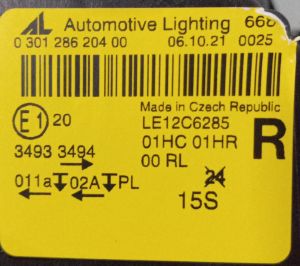 AL Automotive Lighting 668
0 301 286 204 00 06.10.21 0025
Made in Czech Republic
E1 20 LE12C6285
01HC 01HR R
3493 3494 00 RL
011a 02A PL 24
15S